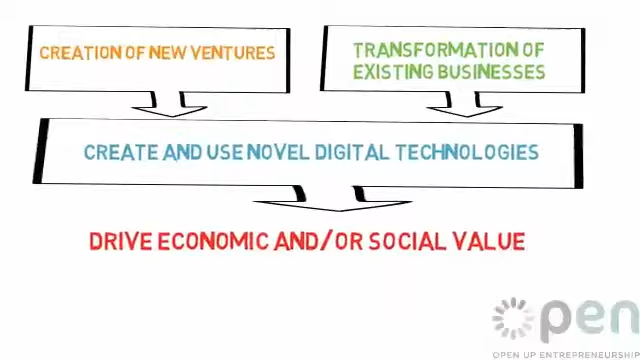 CREATION OF NEW VENTURES
TRANSFORMATION OF
EXISTING BUSINESSES
CREATE AND USE NOVEL DIGITAL TECHNOLOGIES
DRIVE ECONOMIC AND/OR SOCIAL VALUE
open
OPEN UP ENTREPRENEURSHIP